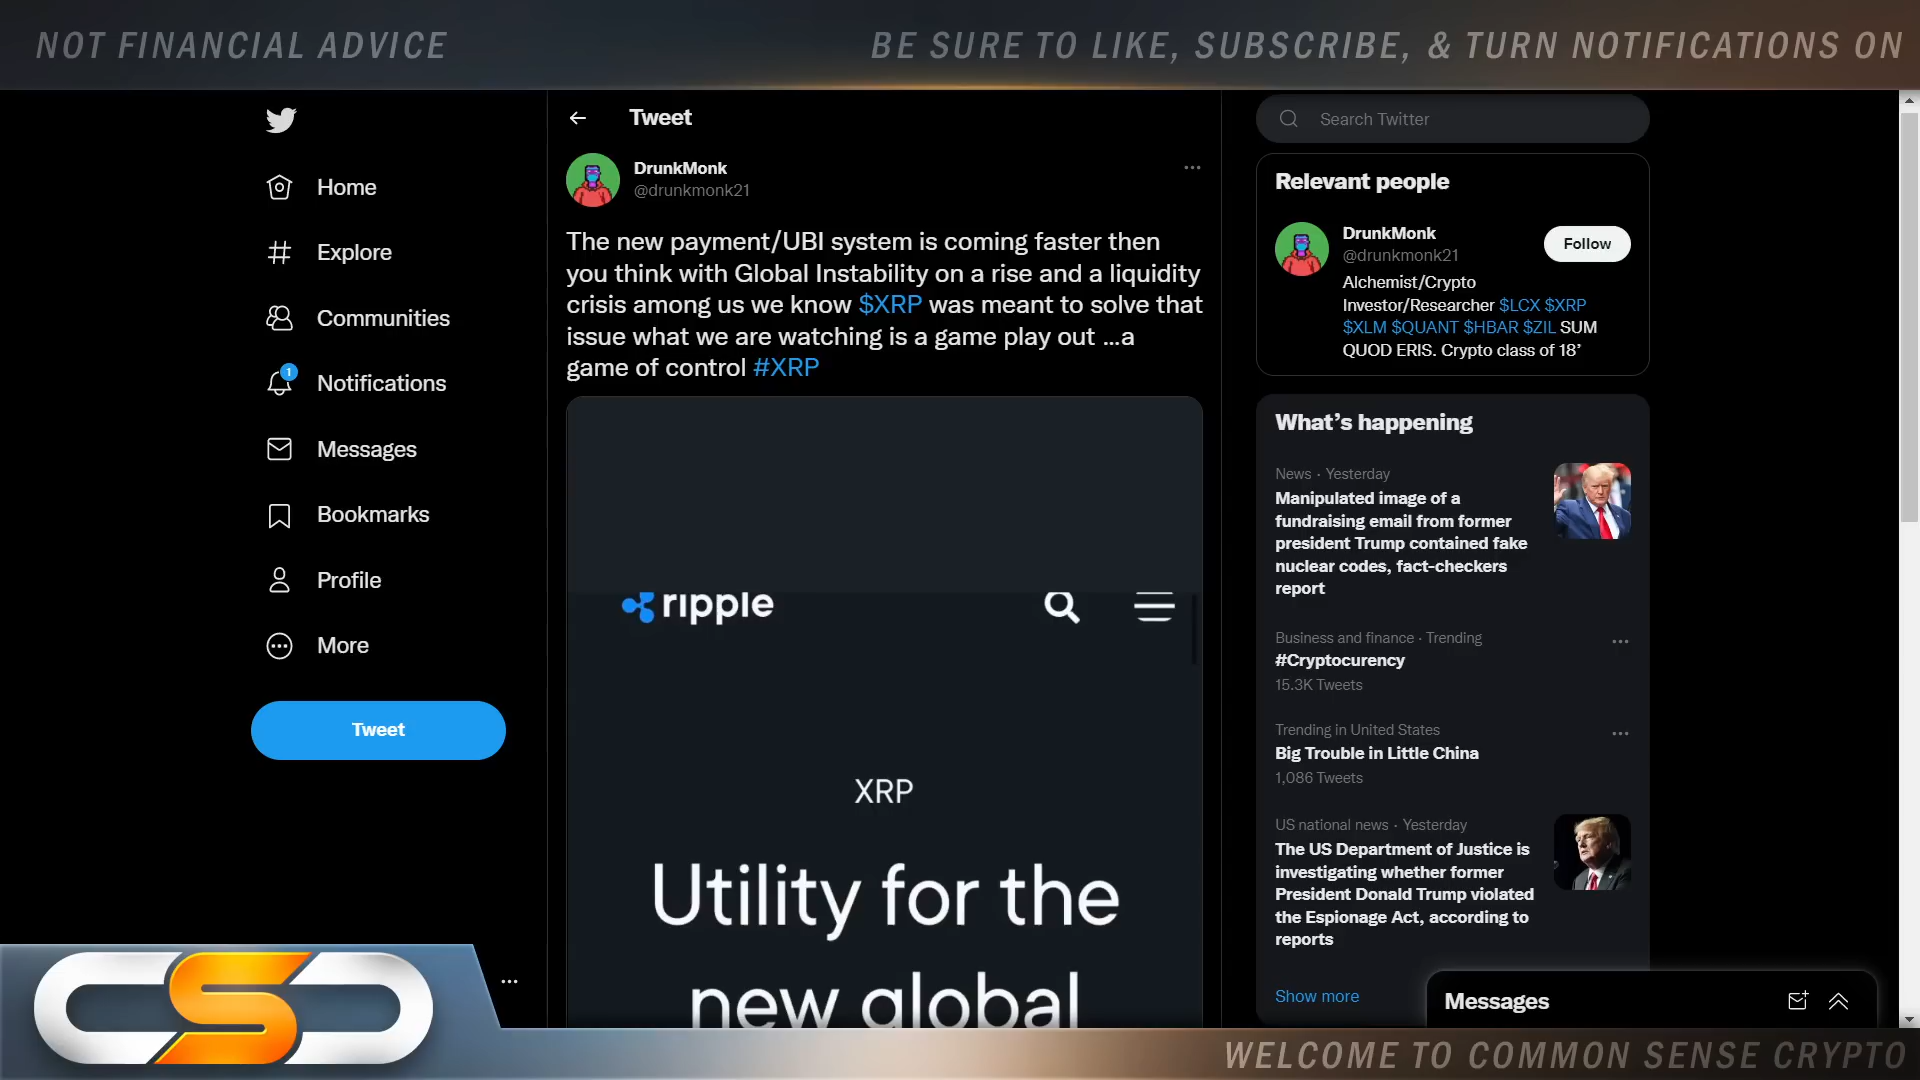 NOT FINANCIAL ADVICE
BE SURE TO LIKE, SUBSCRIBE, & TURN NOTIFICATIONS ON
Home
Explore
Communities
1
Notifications
Messages
Bookmarks
Profile
More
Tweet
Tweet
DrunkMonk
@drunkmonk21
The new payment/UBI system is coming faster then
you think with Global Instability on a rise and a liquidity
crisis among us we know $XRP was meant to solve that
issue what we are watching is a game play out ...a
game of control #XRP
ripple
XRP
Utility for the
new global
Search Twitter
Relevant people
DrunkMonk
@drunkmonk21
Follow
Alchemist/Crypto
Investor/Researcher $LCX $XRP
$XLM $QUANT $HBAR $ZIL SUM
QUOD ERIS. Crypto class of 18’
What’s happening
News · Yesterday
Manipulated image of a
fundraising email from former
president Trump contained fake
nuclear codes, fact-checkers
report
Business and finance · Trending
#Cryptocurency
15.3K Tweets
Trending in United States
Big Trouble in Little China
1,086 Tweets
US national news · Yesterday
The US Department of Justice is
investigating whether former
President Donald Trump violated
the Espionage Act, according to
reports
Show more
Messages
CSC
WELCOME TO COMMON SENSE CRYPTO